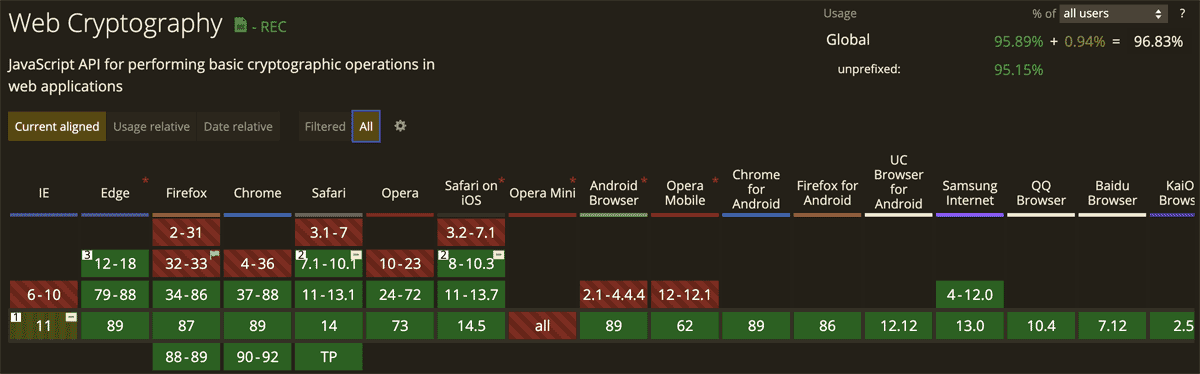 Web Cryptography - REC
Usage % of all users ?
Global 95.89% + 0.94% = 96.83%
unprefixed: 95.15%
JavaScript API for performing basic cryptographic operations in
web applications
Current aligned Usage relative Date relative Filtered All
IE Edge * Firefox Chrome Safari Opera Safari on iOS * Opera Mini * Android Browser * Opera Mobile * Chrome for Android Firefox for Android UC Browser for Android Samsung Internet QQ Browser Baidu Browser KaiO Brows
2-31 3.1-7 3.2-7.1
3 12-18 32-33 4-36 2 7.1-10.1 10-23 2 8-10.3
6-10 79-88 34-86 37-88 11-13.1 24-72 11-13.7 2.1-4.4.4 12-12.1 4-12.0
1 11 89 87 89 14 73 14.5 all 89 62 89 86 12.12 13.0 10.4 7.12 2.5
88-89 90-92 TP